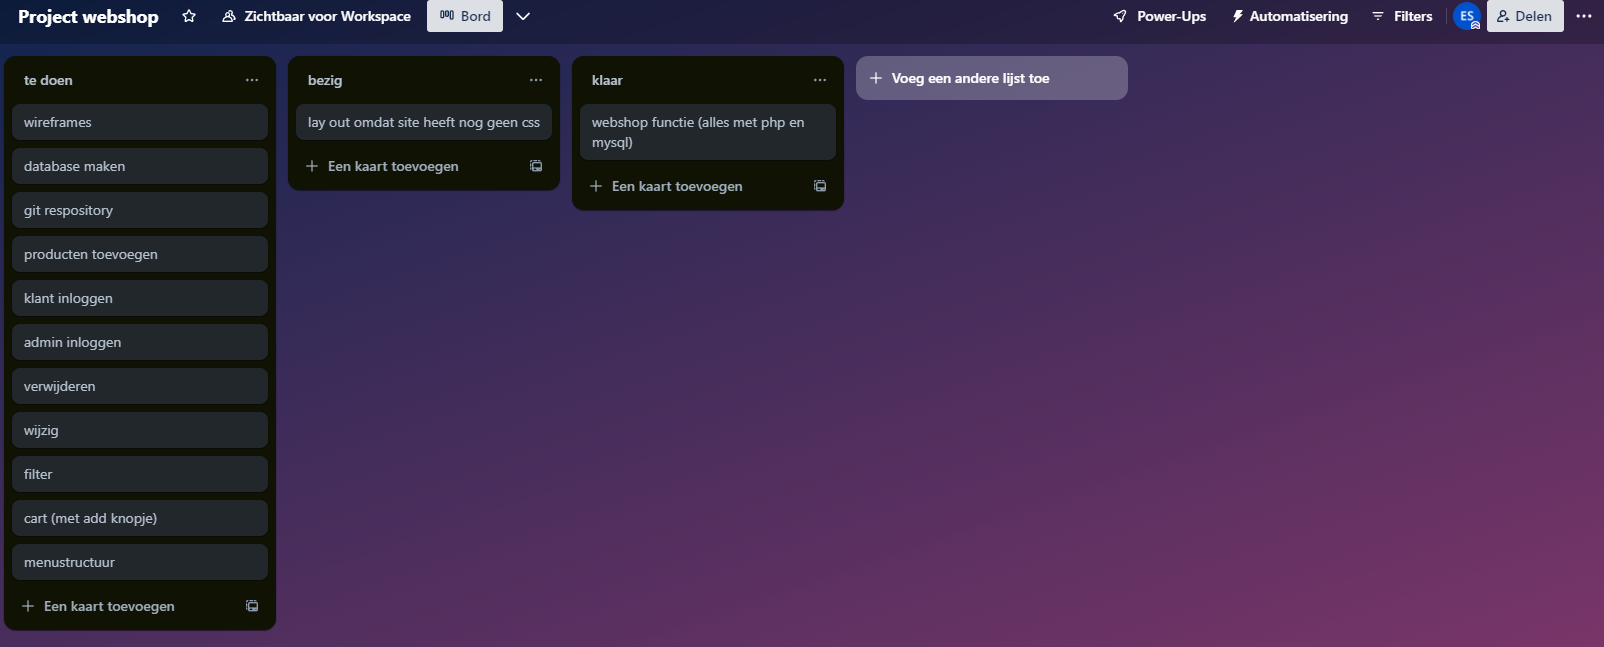 Project webshop
Zichtbaar voor Workspace
Bord
Power-Ups
Automatisering
Filters
ES
Delen
te doen
wireframes
database maken
git respository
producten toevoegen
klant inloggen
admin inloggen
verwijderen
wijzig
filter
cart (met add knopje)
menustructuur
Een kaart toevoegen
bezig
lay out omdat site heeft nog geen css
Een kaart toevoegen
klaar
webshop functie (alles met php en
mysql)
Een kaart toevoegen
Voeg een andere lijst toe